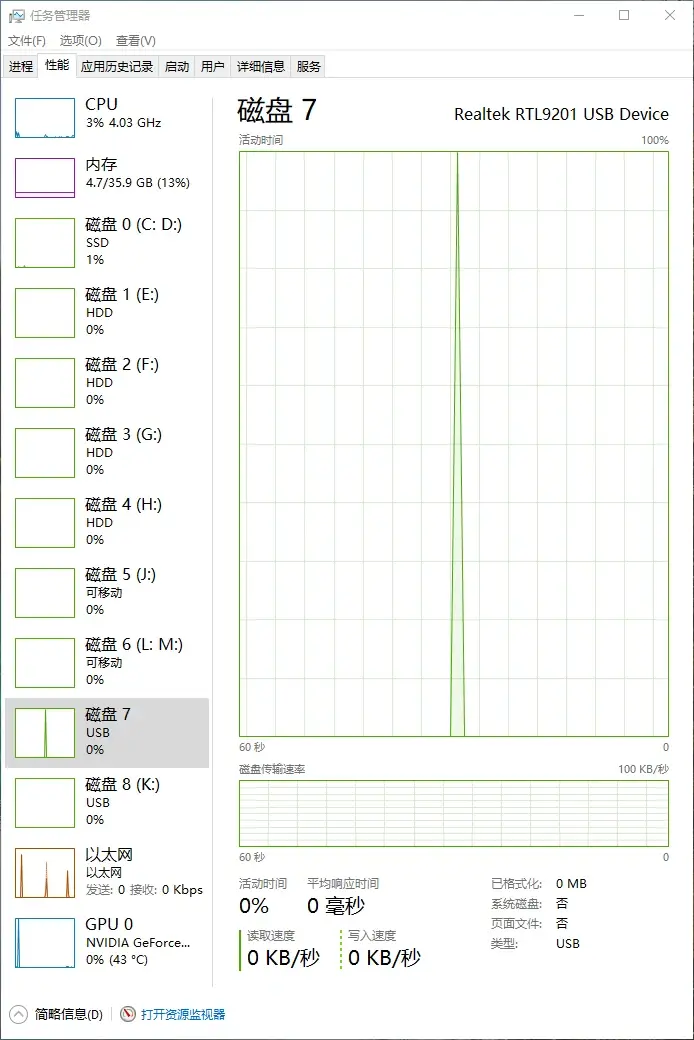 任务管理器
文件(F) 选项(O) 查看(V)
进程 性能 应用历史记录 启动 用户 详细信息 服务
CPU
3% 4.03 GHz
内存
4.7/35.9 GB (13%)
磁盘 0 (C: D:)
SSD
1%
磁盘 1 (E:)
HDD
0%
磁盘 2 (F:)
HDD
0%
磁盘 3 (G:)
HDD
0%
磁盘 4 (H:)
HDD
0%
磁盘 5 (J:)
可移动
0%
磁盘 6 (L: M:)
可移动
0%
磁盘 7
USB
0%
磁盘 8 (K:)
USB
0%
以太网
以太网
发送: 0 接收: 0 Kbps
GPU 0
NVIDIA GeForce...
0% (43 °C)
磁盘 7 Realtek RTL9201 USB Device
活动时间 100%
60 秒 0
磁盘传输速率 100 KB/秒
60 秒 0
活动时间 平均响应时间
0% 0 毫秒
读取速度 写入速度
0 KB/秒 0 KB/秒
已格式化: 0 MB
系统磁盘: 否
页面文件: 否
类型: USB
简略信息(D) 打开资源监视器